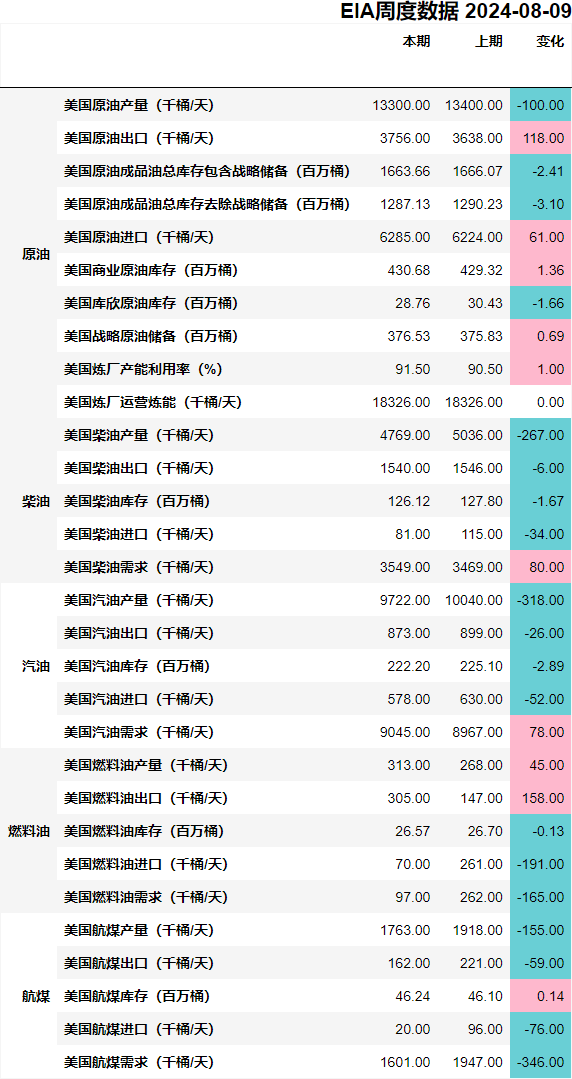 EIA周度数据 2024-08-09
本期 上期 变化
原油
美国原油产量（千桶/天） 13300.00 13400.00 -100.00
美国原油出口（千桶/天） 3756.00 3638.00 118.00
美国原油成品油总库存包含战略储备（百万桶） 1663.66 1666.07 -2.41
美国原油成品油总库存去除战略储备（百万桶） 1287.13 1290.23 -3.10
美国原油进口（千桶/天） 6285.00 6224.00 61.00
美国商业原油库存（百万桶） 430.68 429.32 1.36
美国库欣原油库存（百万桶） 28.76 30.43 -1.66
美国战略原油储备（百万桶） 376.53 375.83 0.69
美国炼厂产能利用率（%） 91.50 90.50 1.00
美国炼厂运营炼能（千桶/天） 18326.00 18326.00 0.00
柴油
美国柴油产量（千桶/天） 4769.00 5036.00 -267.00
美国柴油出口（千桶/天） 1540.00 1546.00 -6.00
美国柴油库存（百万桶） 126.12 127.80 -1.67
美国柴油进口（千桶/天） 81.00 115.00 -34.00
美国柴油需求（千桶/天） 3549.00 3469.00 80.00
汽油
美国汽油产量（千桶/天） 9722.00 10040.00 -318.00
美国汽油出口（千桶/天） 873.00 899.00 -26.00
美国汽油库存（百万桶） 222.20 225.10 -2.89
美国汽油进口（千桶/天） 578.00 630.00 -52.00
美国汽油需求（千桶/天） 9045.00 8967.00 78.00
燃料油
美国燃料油产量（千桶/天） 313.00 268.00 45.00
美国燃料油出口（千桶/天） 305.00 147.00 158.00
美国燃料油库存（百万桶） 26.57 26.70 -0.13
美国燃料油进口（千桶/天） 70.00 261.00 -191.00
美国燃料油需求（千桶/天） 97.00 262.00 -165.00
航煤
美国航煤产量（千桶/天） 1763.00 1918.00 -155.00
美国航煤出口（千桶/天） 162.00 221.00 -59.00
美国航煤库存（百万桶） 46.24 46.10 0.14
美国航煤进口（千桶/天） 20.00 96.00 -76.00
美国航煤需求（千桶/天） 1601.00 1947.00 -346.00